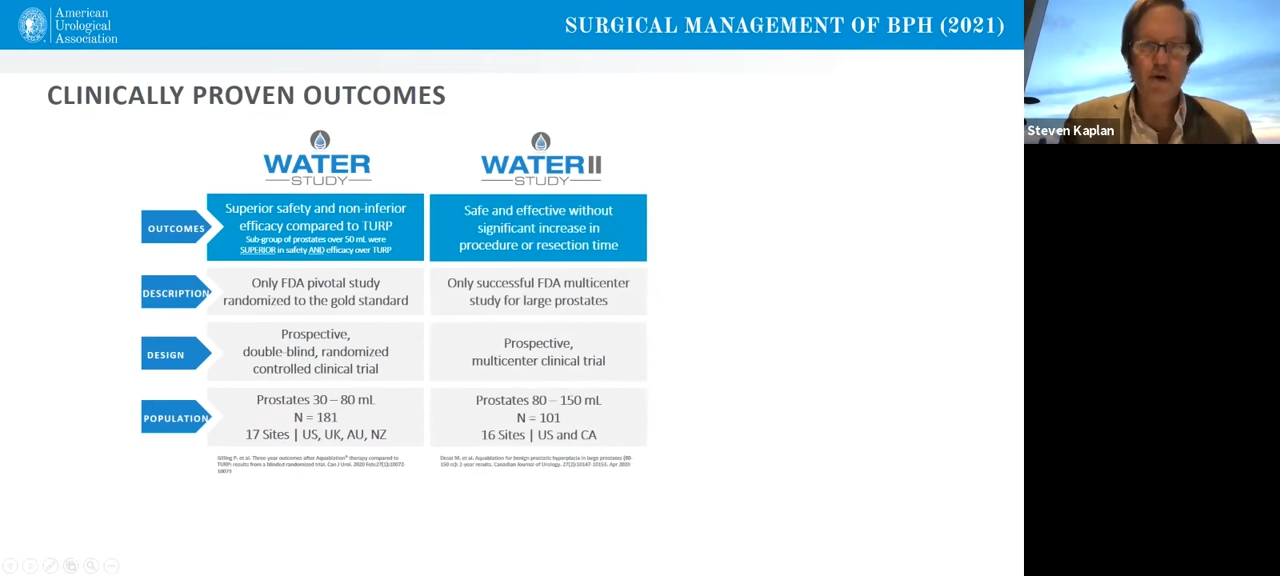 American
Urological
Association
SURGICAL MANAGEMENT OF BPH (2021)
Steven Kaplan
CLINICALLY PROVEN OUTCOMES
WATER
STUDY
WATER II
STUDY
OUTCOMES
Superior safety and non-inferior
efficacy compared to TURP
Sub-group of prostates over 50 mL were
SUPERIOR in safety AND efficacy over TURP
Safe and effective without
significant increase in
procedure or resection time
DESCRIPTION
Only FDA pivotal study
randomized to the gold standard
Only successful FDA multicenter
study for large prostates
DESIGN
Prospective,
double-blind, randomized
controlled clinical trial
Prospective,
multicenter clinical trial
POPULATION
Prostates 30 – 80 mL
N = 181
17 Sites | US, UK, AU, NZ
Prostates 80 – 150 mL
N = 101
16 Sites | US and CA
Gilling P. et al. Three-year outcomes after Aquablation® therapy compared to
TURP: results from a blinded randomized trial. Can J Urol. 2020 Feb;27(1):10072-
10079
Desai M. et al. Aquablation for benign prostatic hyperplasia in large prostates (80-
150 cc): 2-year results. Canadian Journal of Urology. 27(2):10147-10153. Apr 2020